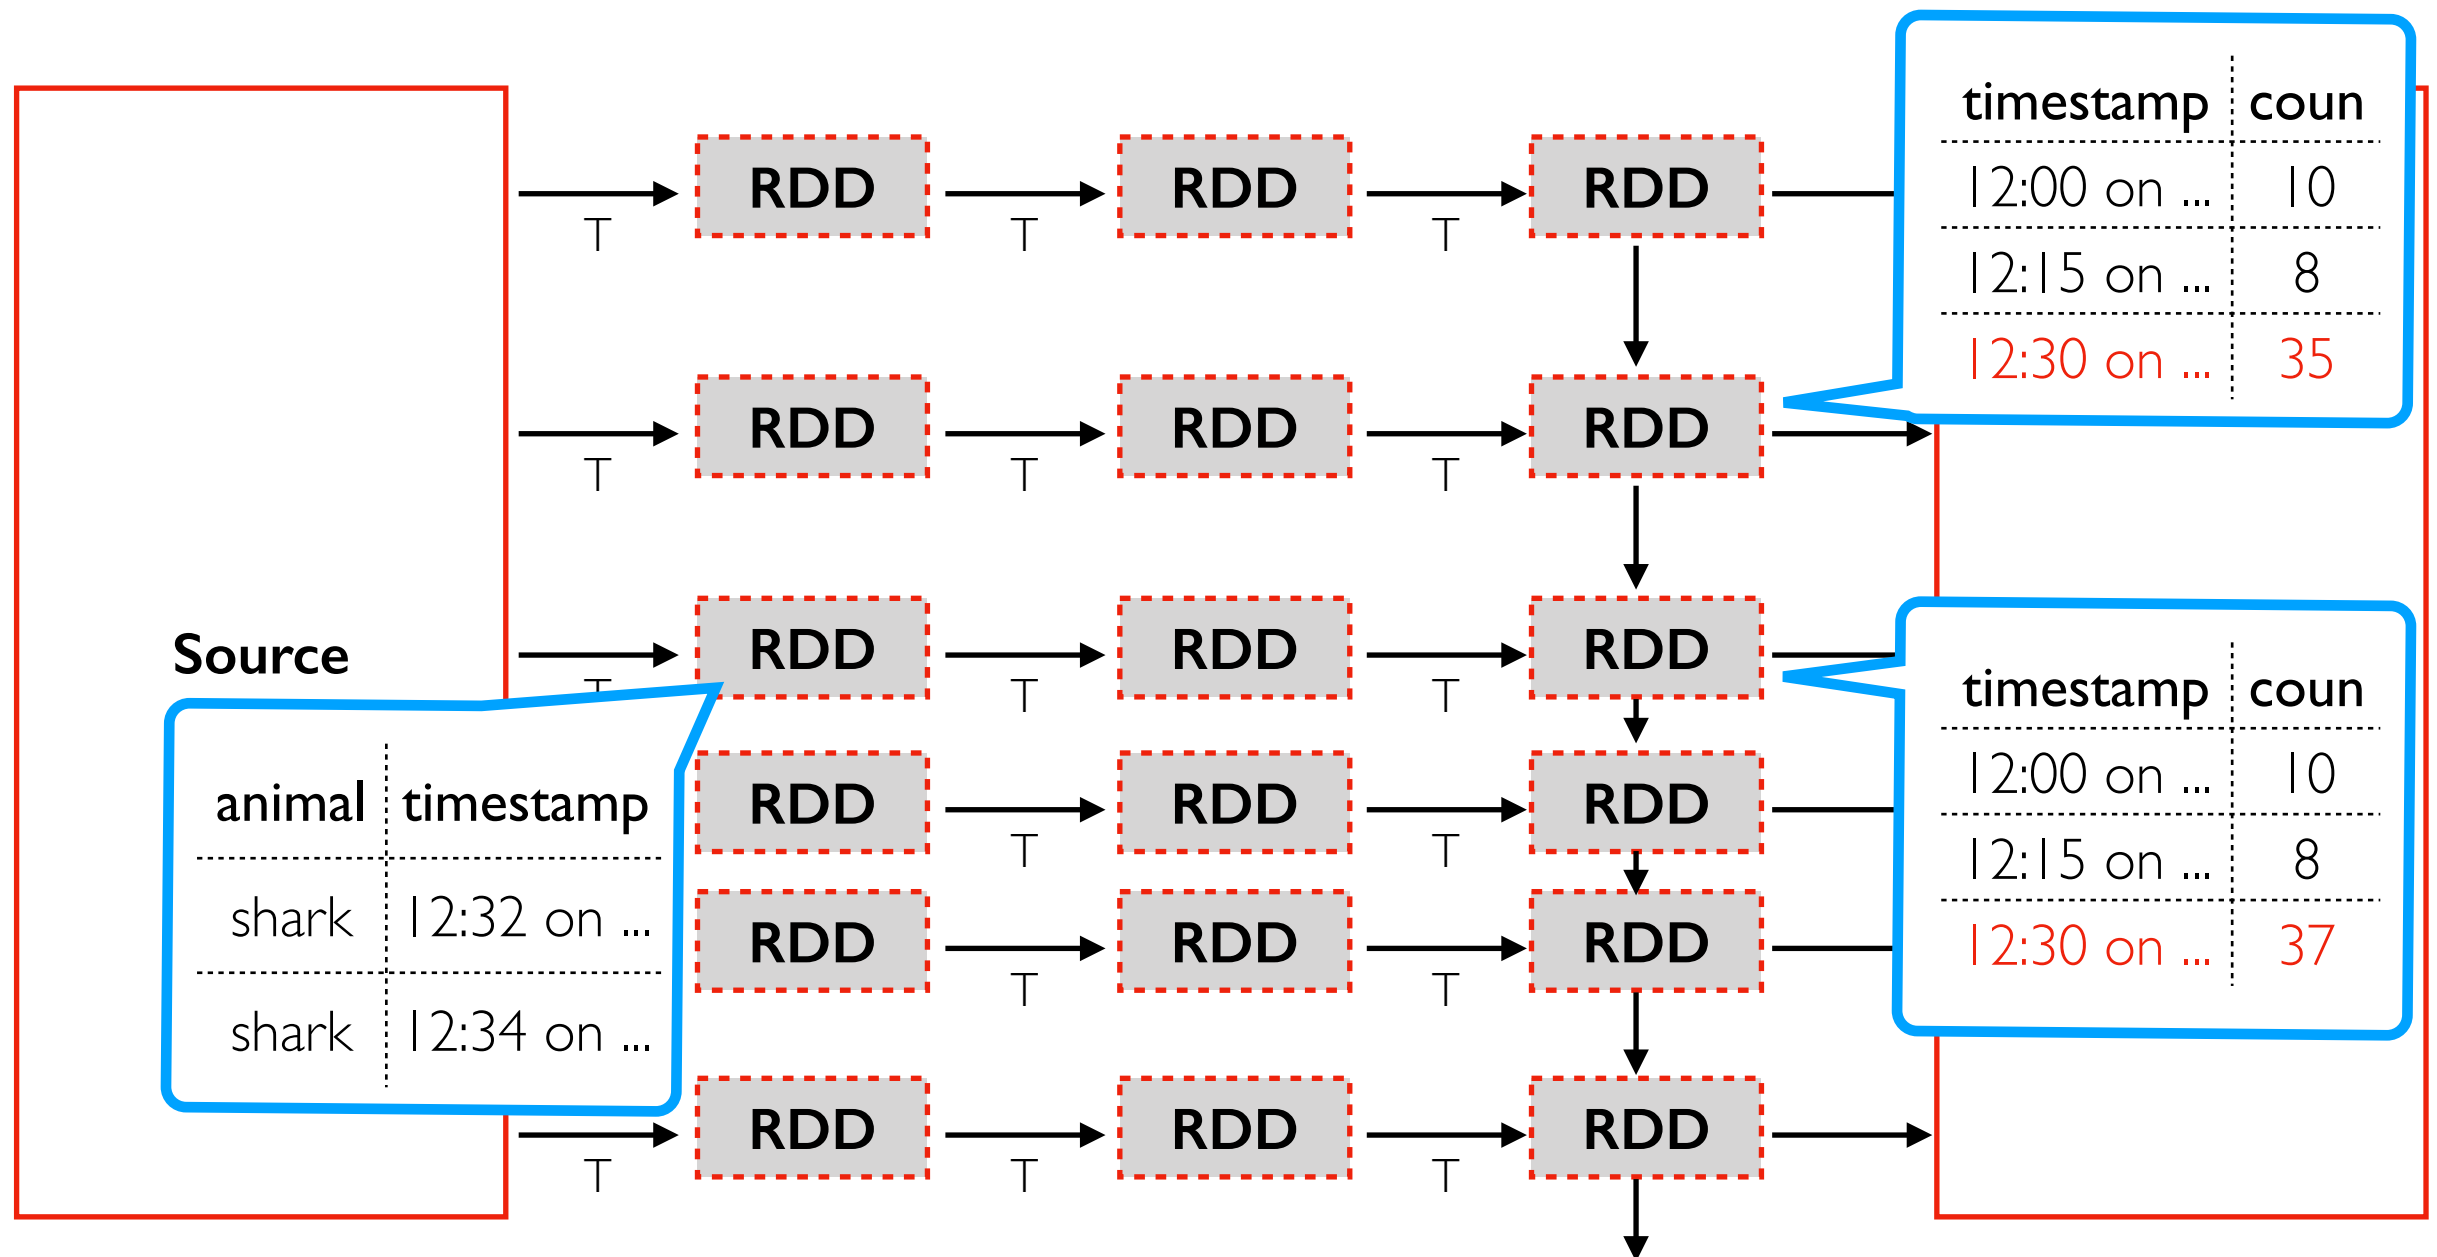 timestamp coun
12:00 on ... 10
12:15 on ... 8
12:30 on ... 35
RDD RDD RDD
T T T
RDD RDD RDD
T T T
Source
RDD RDD RDD
T T T
timestamp coun
12:00 on ... 10
12:15 on ... 8
12:30 on ... 37
animal timestamp
shark 12:32 on ...
shark 12:34 on ...
RDD RDD RDD
T T
RDD RDD RDD
T T
RDD RDD RDD
T T T